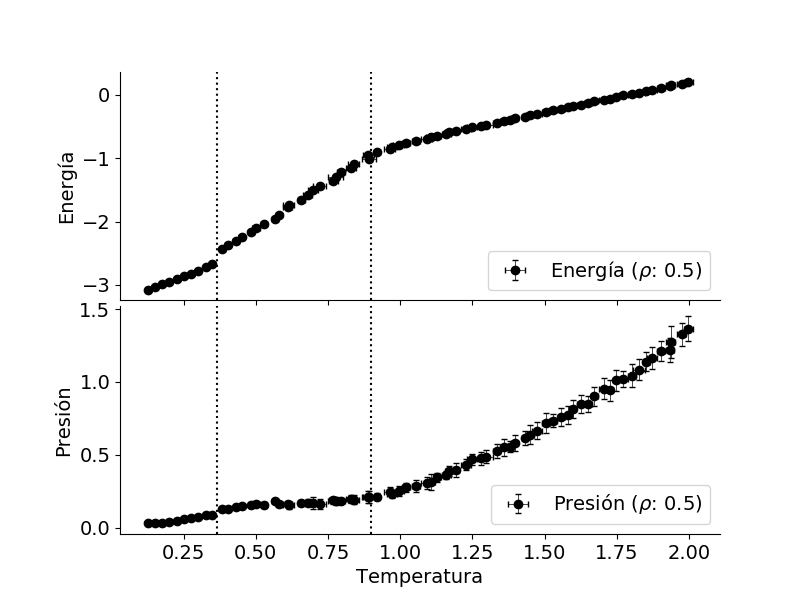 0
−1
−2
−3
Energía
Energía (ρ: 0.5)
1.5
1.0
0.5
0.0
Presión
Presión (ρ: 0.5)
0.25 0.50 0.75 1.00 1.25 1.50 1.75 2.00
Temperatura